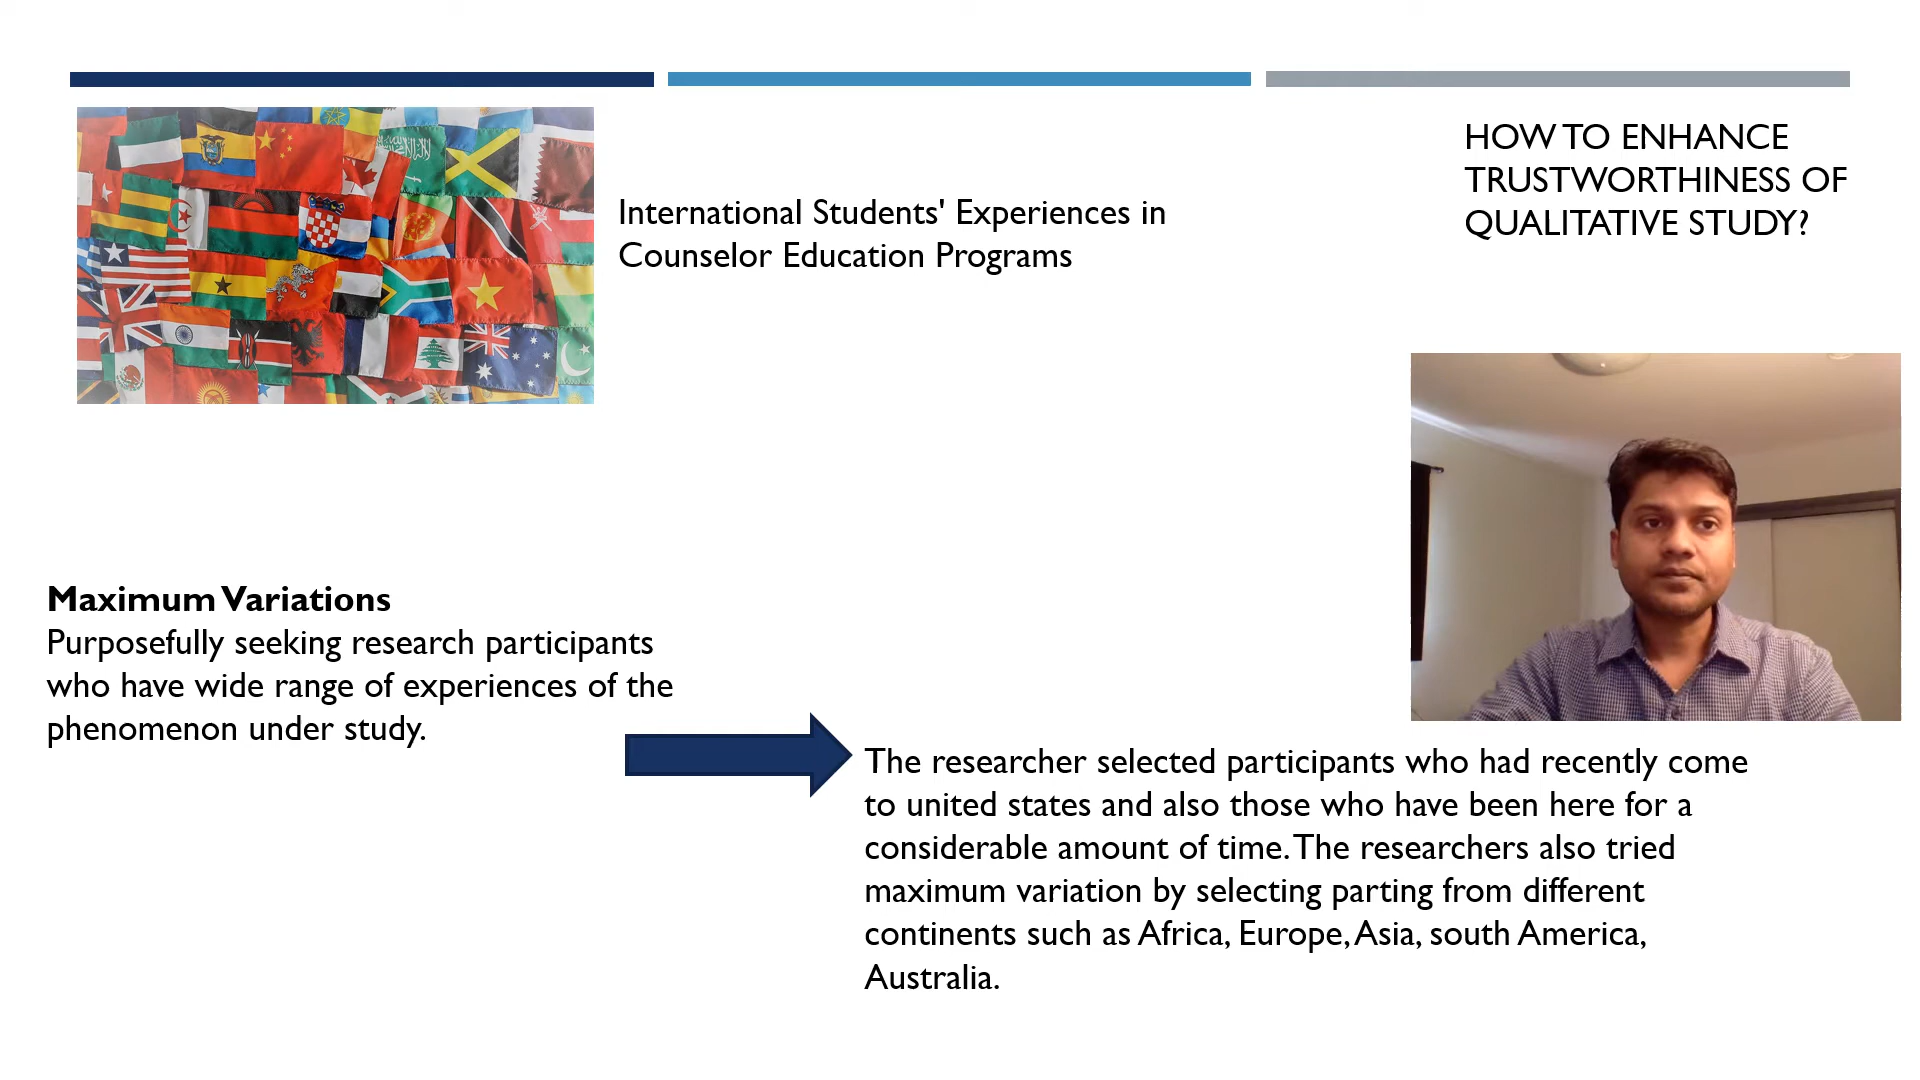 International Students' Experiences in
Counselor Education Programs
HOW TO ENHANCE
TRUSTWORTHINESS OF
QUALITATIVE STUDY?
Maximum Variations
Purposefully seeking research participants
who have wide range of experiences of the
phenomenon under study.
The researcher selected participants who had recently come
to united states and also those who have been here for a
considerable amount of time. The researchers also tried
maximum variation by selecting parting from different
continents such as Africa, Europe, Asia, south America,
Australia.